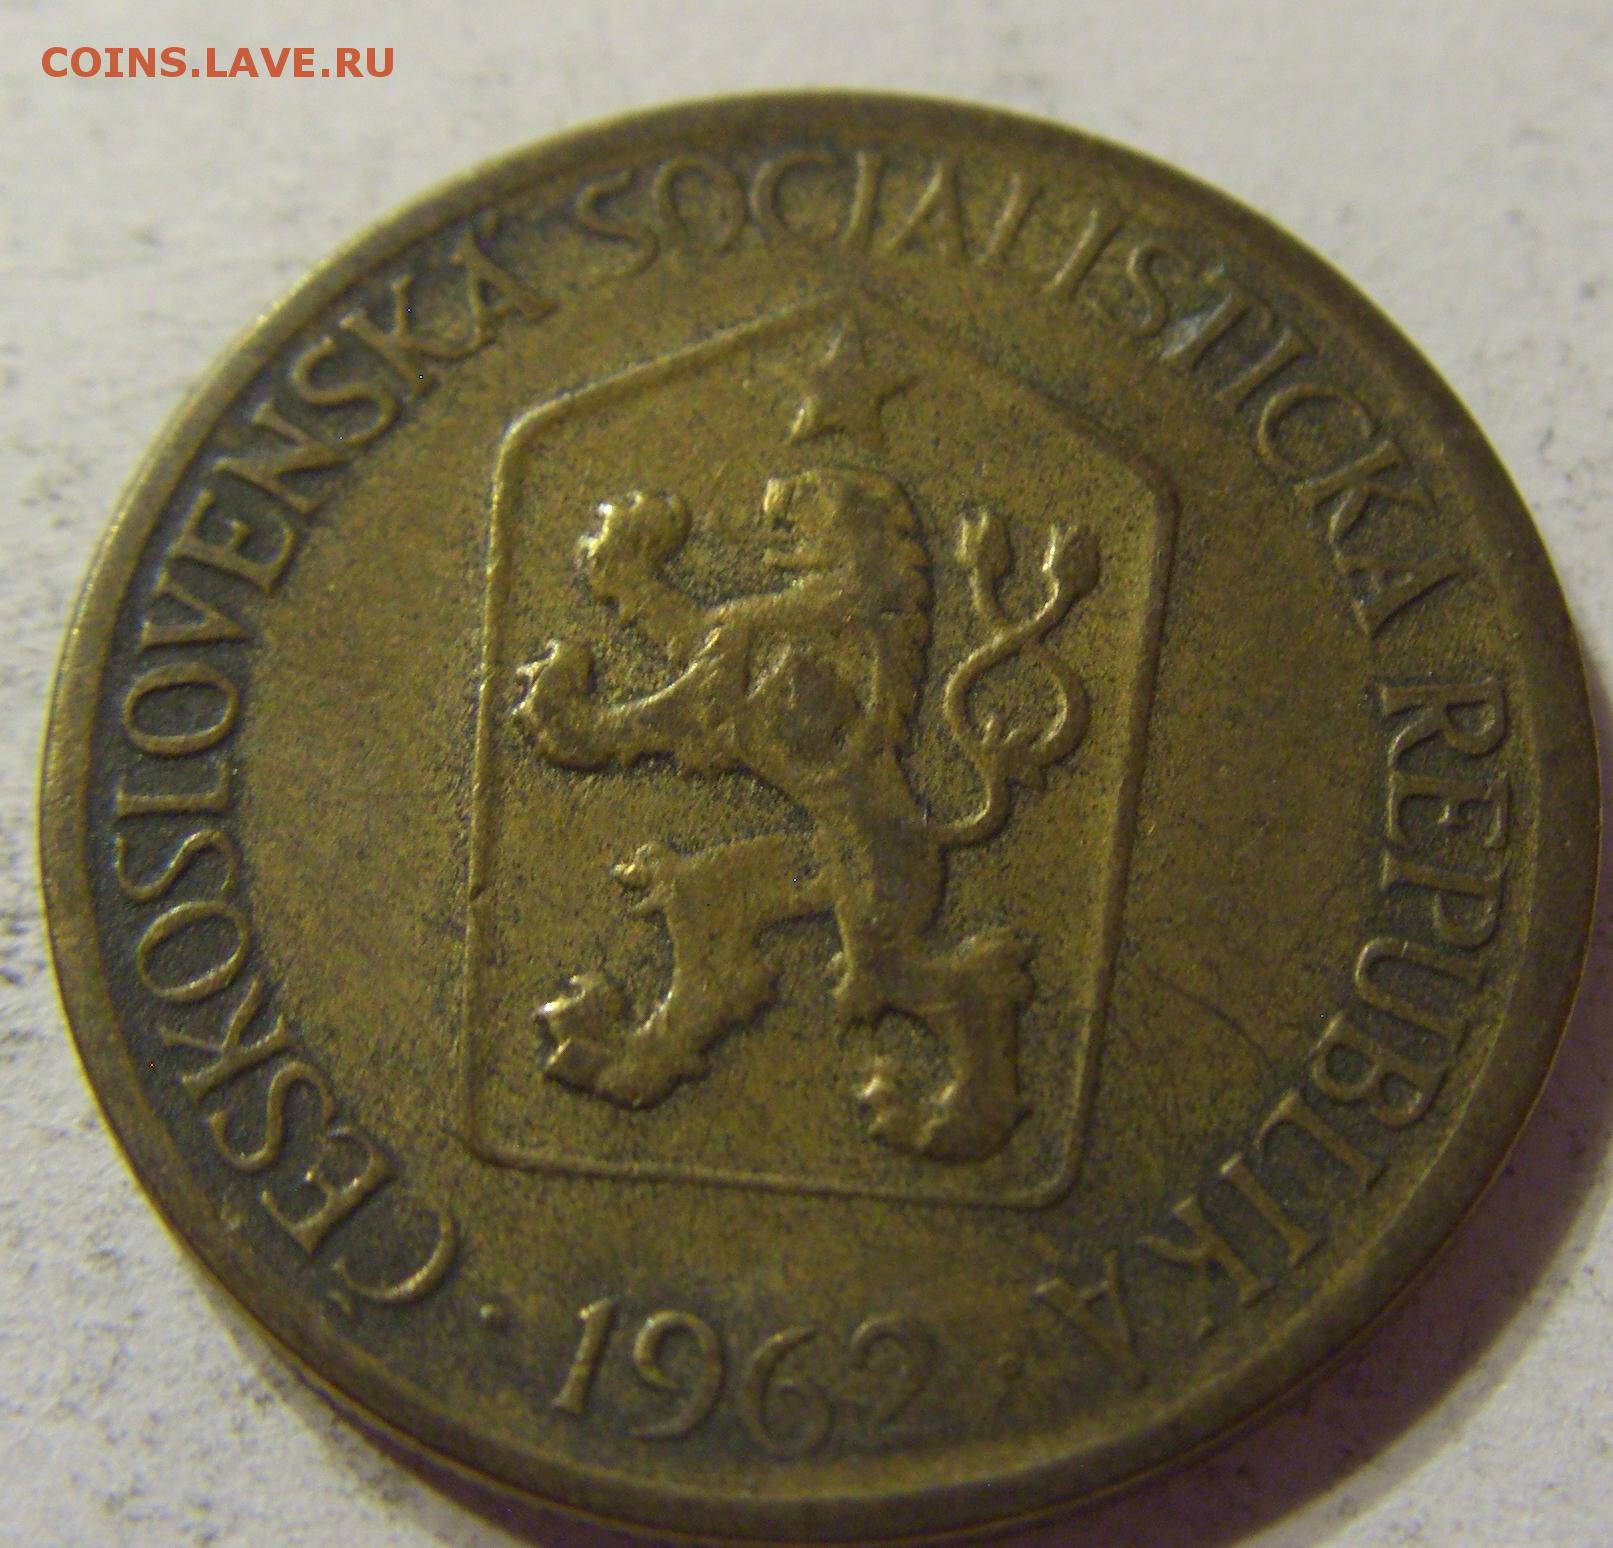 COINS.LAVE.RU
ČESKOSLOVENSKÁ SOCIALISTICKÁ REPUBLIKA
· 1962 ·